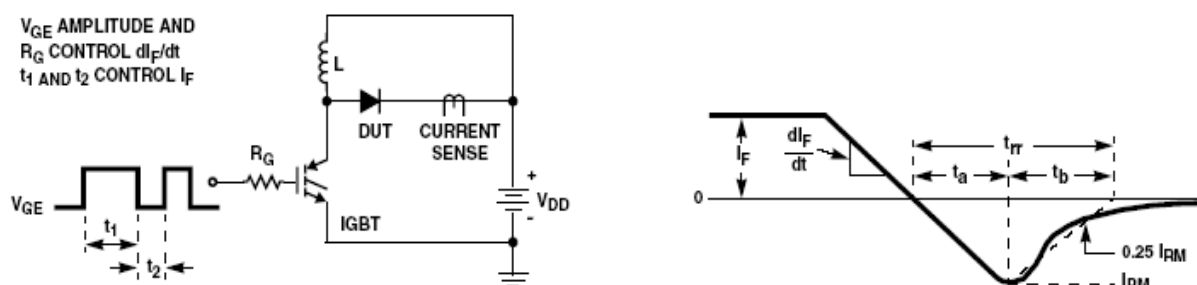 VGE AMPLITUDE AND
RG CONTROL dIF/dt
t1 AND t2 CONTROL IF
L
DUT
CURRENT
SENSE
RG
+
VDD
-
IGBT
VGE
t1
t2
IF
dIF
dt
trr
ta
tb
0
0.25 IRM
IRM